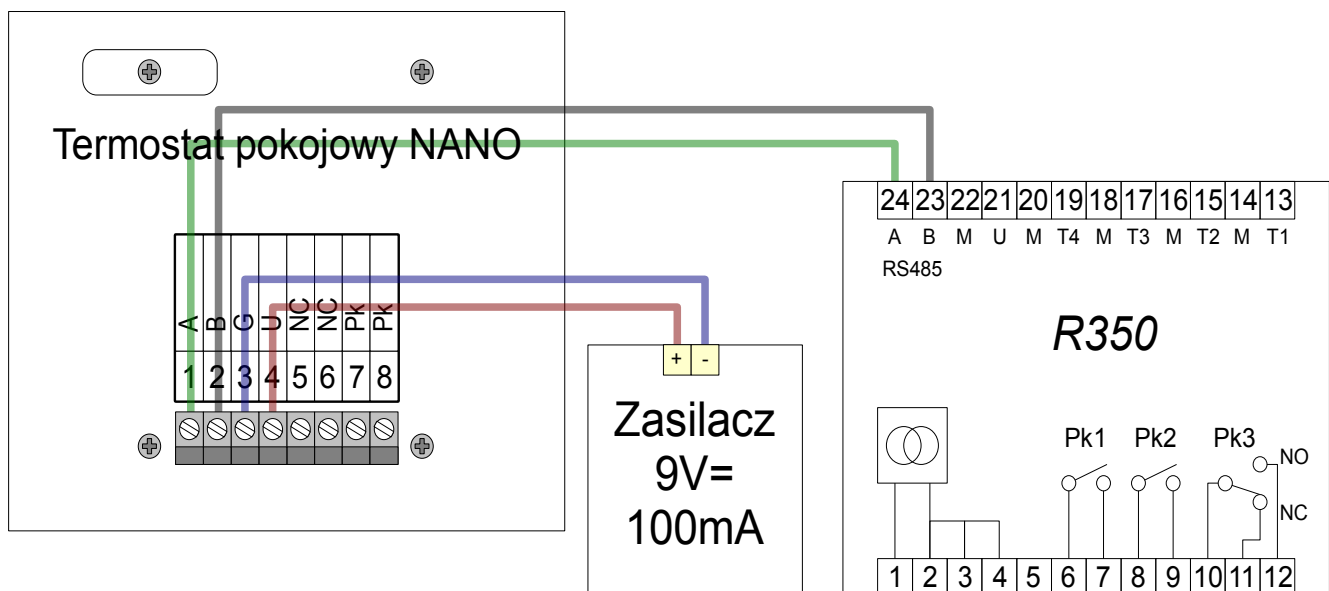 Termostat pokojowy NANO
A B G U NC NC Pk Pk
1 2 3 4 5 6 7 8
+ -
Zasilacz
9V=
100mA
24 23 22 21 20 19 18 17 16 15 14 13
A B M U M T4 M T3 M T2 M T1
RS485
R350
Pk1 Pk2 Pk3
NO
NC
1 2 3 4 5 6 7 8 9 10 11 12